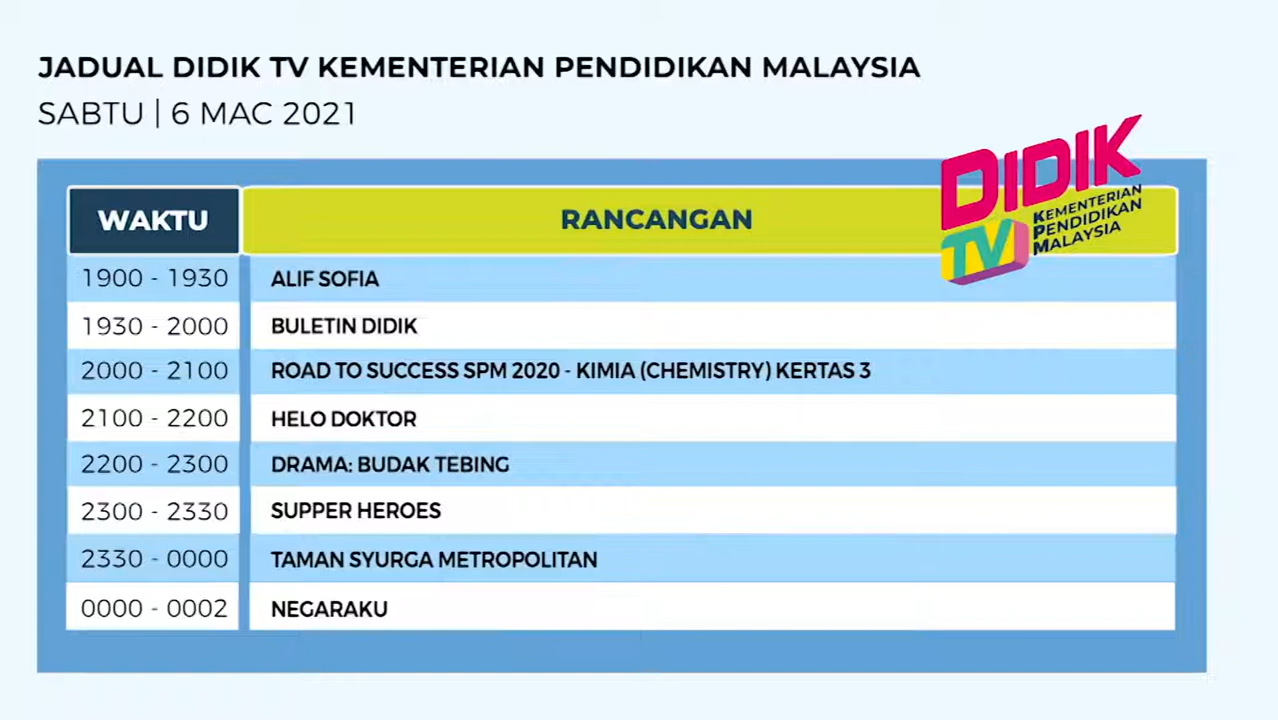 JADUAL DIDIK TV KEMENTERIAN PENDIDIKAN MALAYSIA
SABTU | 6 MAC 2021
DIDIK
TV
KEMENTERIAN
PENDIDIKAN
MALAYSIA
WAKTU RANCANGAN
1900 - 1930 ALIF SOFIA
1930 - 2000 BULETIN DIDIK
2000 - 2100 ROAD TO SUCCESS SPM 2020 - KIMIA (CHEMISTRY) KERTAS 3
2100 - 2200 HELO DOKTOR
2200 - 2300 DRAMA: BUDAK TEBING
2300 - 2330 SUPPER HEROES
2330 - 0000 TAMAN SYURGA METROPOLITAN
0000 - 0002 NEGARAKU